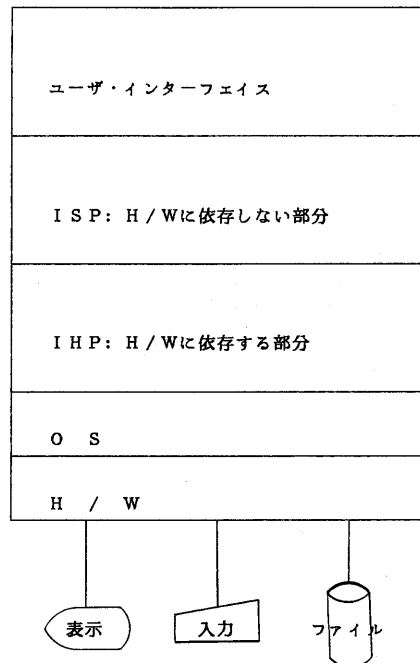 ユーザ・インターフェイス
ISP: H/Wに依存しない部分
IHP: H/Wに依存する部分
O S
H / W
表示 入力 ファイル